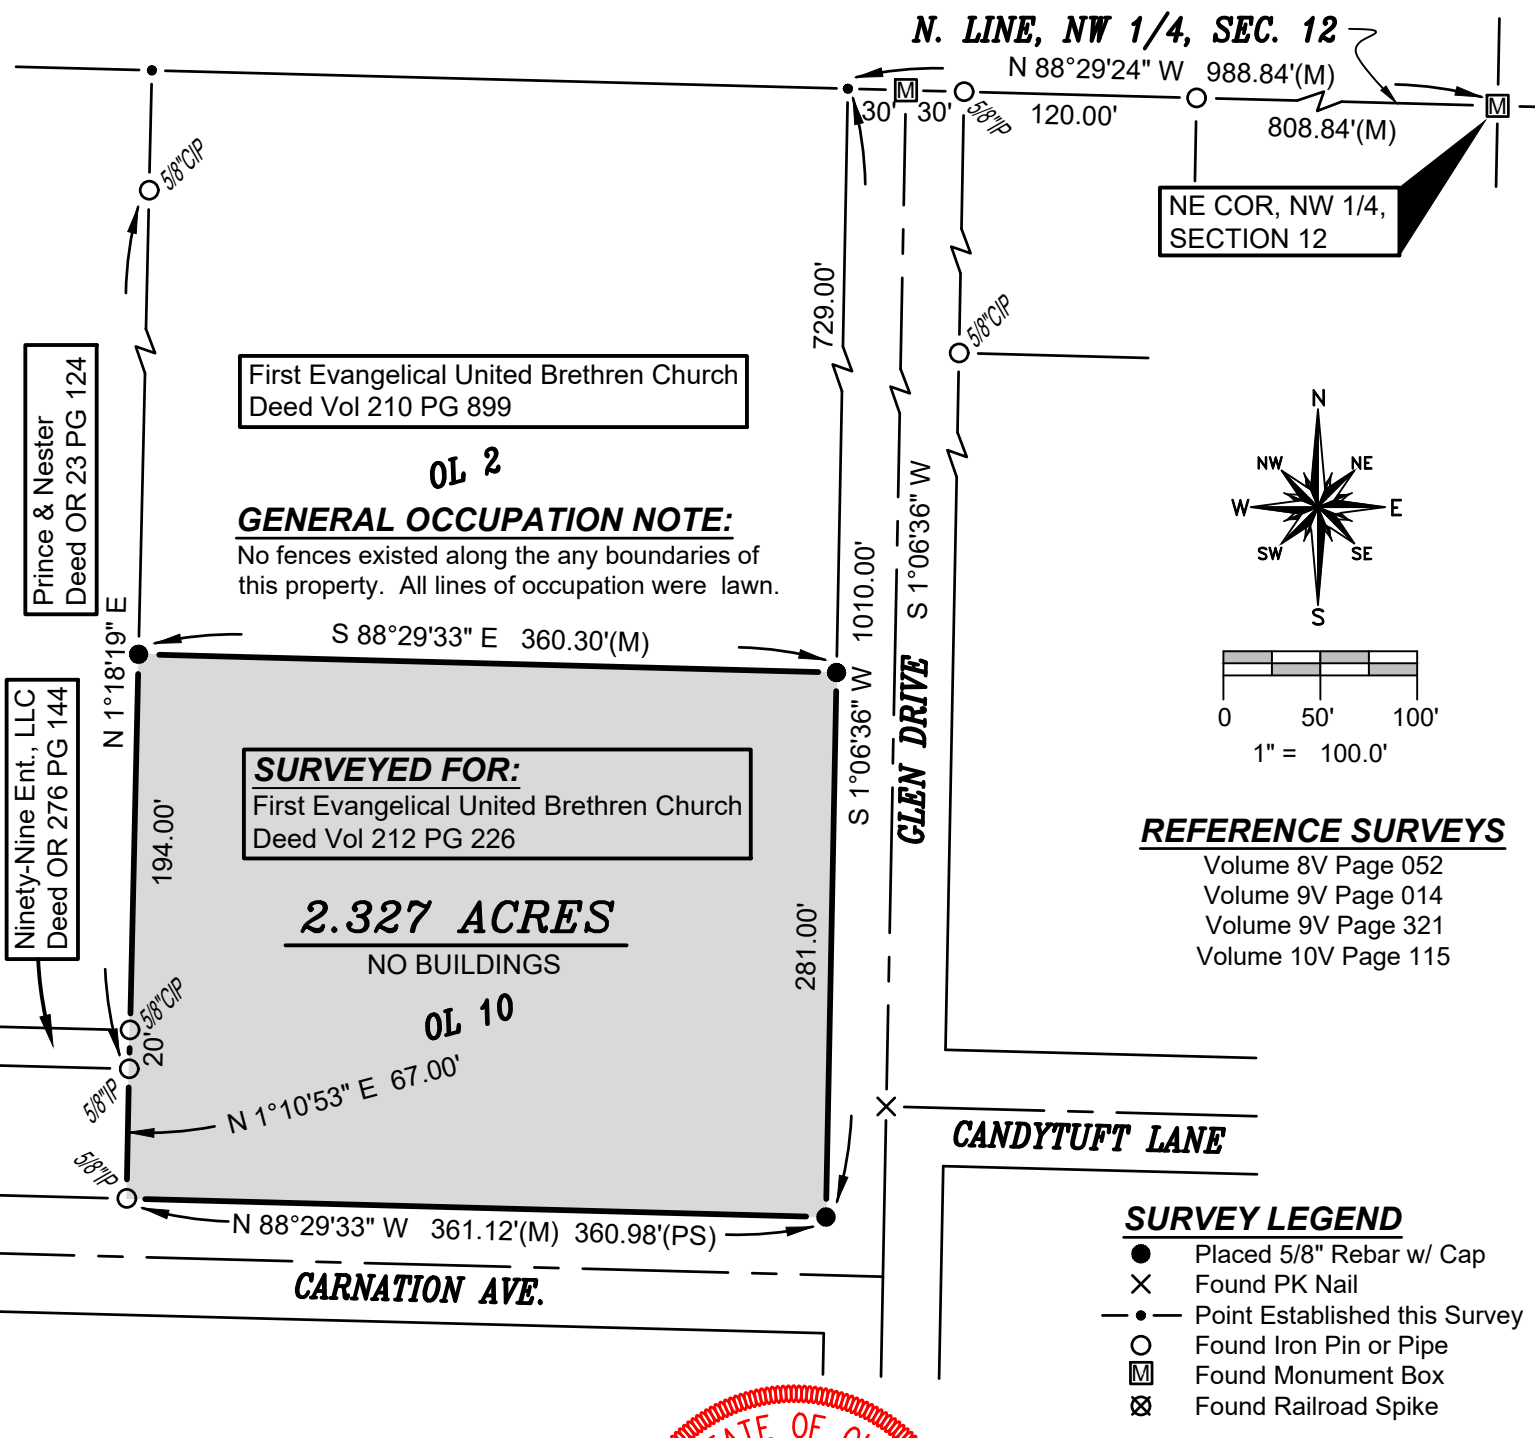 N. LINE, NW 1/4, SEC. 12
N 88°29'24" W 988.84'(M)
M
M
30' 30'
5/8"IP
120.00'
808.84'(M)
5/8"CIP
NE COR, NW 1/4,
SECTION 12
729.00'
5/8"CIP
Prince & Nester
Deed OR 23 PG 124
First Evangelical United Brethren Church
Deed Vol 210 PG 899
OL 2
GENERAL OCCUPATION NOTE:
No fences existed along the any boundaries of
this property. All lines of occupation were lawn.
N
NW NE
W E
SW SE
S
S 1°06'36" W
S 1°06'36" W 1010.00'
GLEN DRIVE
N 1°18'19" E
S 88°29'33" E 360.30'(M)
0 50' 100'
1" = 100.0'
Ninety-Nine Ent., LLC
Deed OR 276 PG 144
SURVEYED FOR:
First Evangelical United Brethren Church
Deed Vol 212 PG 226
194.00'
2.327 ACRES
NO BUILDINGS
OL 10
281.00'
REFERENCE SURVEYS
Volume 8V Page 052
Volume 9V Page 014
Volume 9V Page 321
Volume 10V Page 115
5/8"CIP
20'
5/8"IP
N 1°10'53" E 67.00'
5/8"IP
CANDYTUFT LANE
N 88°29'33" W 361.12'(M) 360.98'(PS)
CARNATION AVE.
SURVEY LEGEND
Placed 5/8" Rebar w/ Cap
Found PK Nail
Point Established this Survey
Found Iron Pin or Pipe
M Found Monument Box
Found Railroad Spike
OF